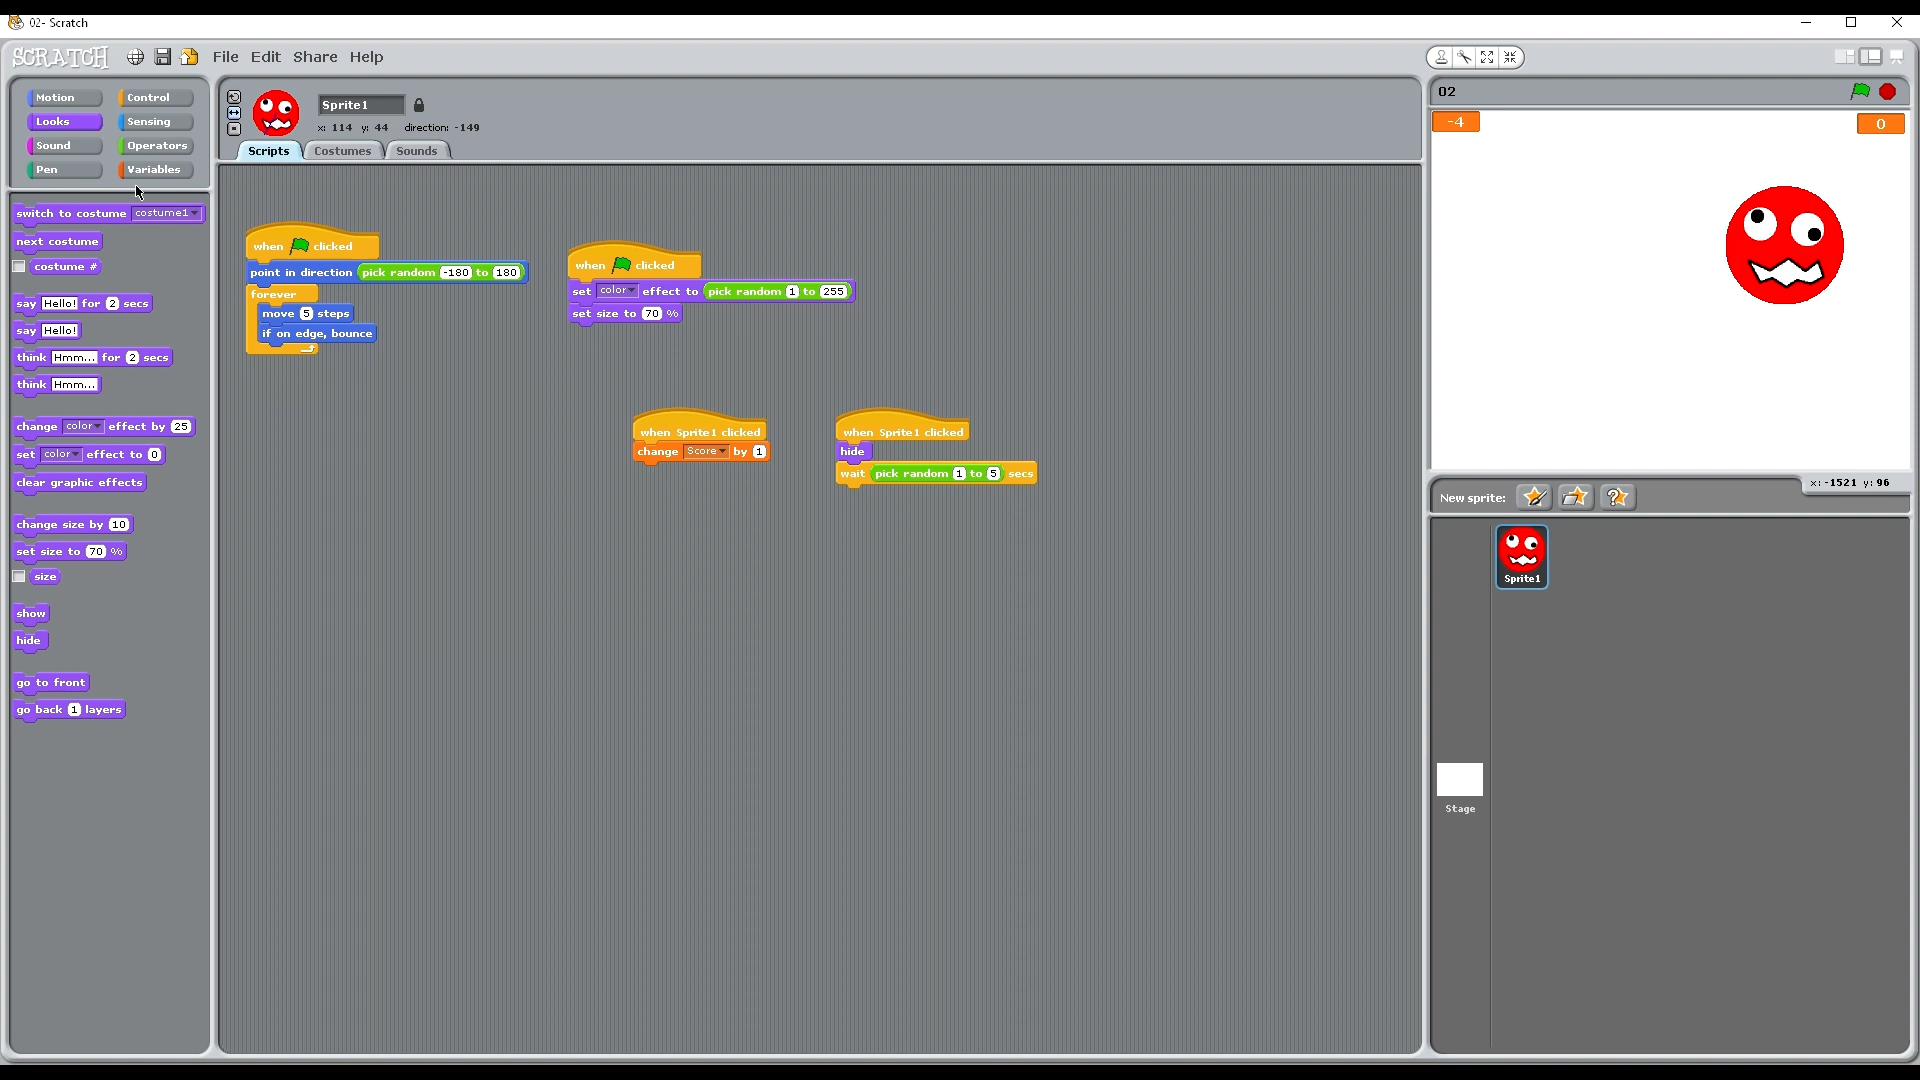 02- Scratch
SCRATCH File Edit Share Help
Motion Control
Looks Sensing
Sound Operators
Pen Variables
switch to costume costume1
next costume
costume #
say Hello! for 2 secs
say Hello!
think Hmm... for 2 secs
think Hmm...
change color effect by 25
set color effect to 0
clear graphic effects
change size by 10
set size to 70 %
size
show
hide
go to front
go back 1 layers
Sprite1
x: 114 y: 44 direction: -149
Scripts Costumes Sounds
when clicked
point in direction pick random -180 to 180
forever
move 5 steps
if on edge, bounce
when clicked
set color effect to pick random 1 to 255
set size to 70 %
when Sprite1 clicked
change Score by 1
when Sprite1 clicked
hide
wait pick random 1 to 5 secs
02
-4 0
x: -1521 y: 96
New sprite:
Sprite1
Stage